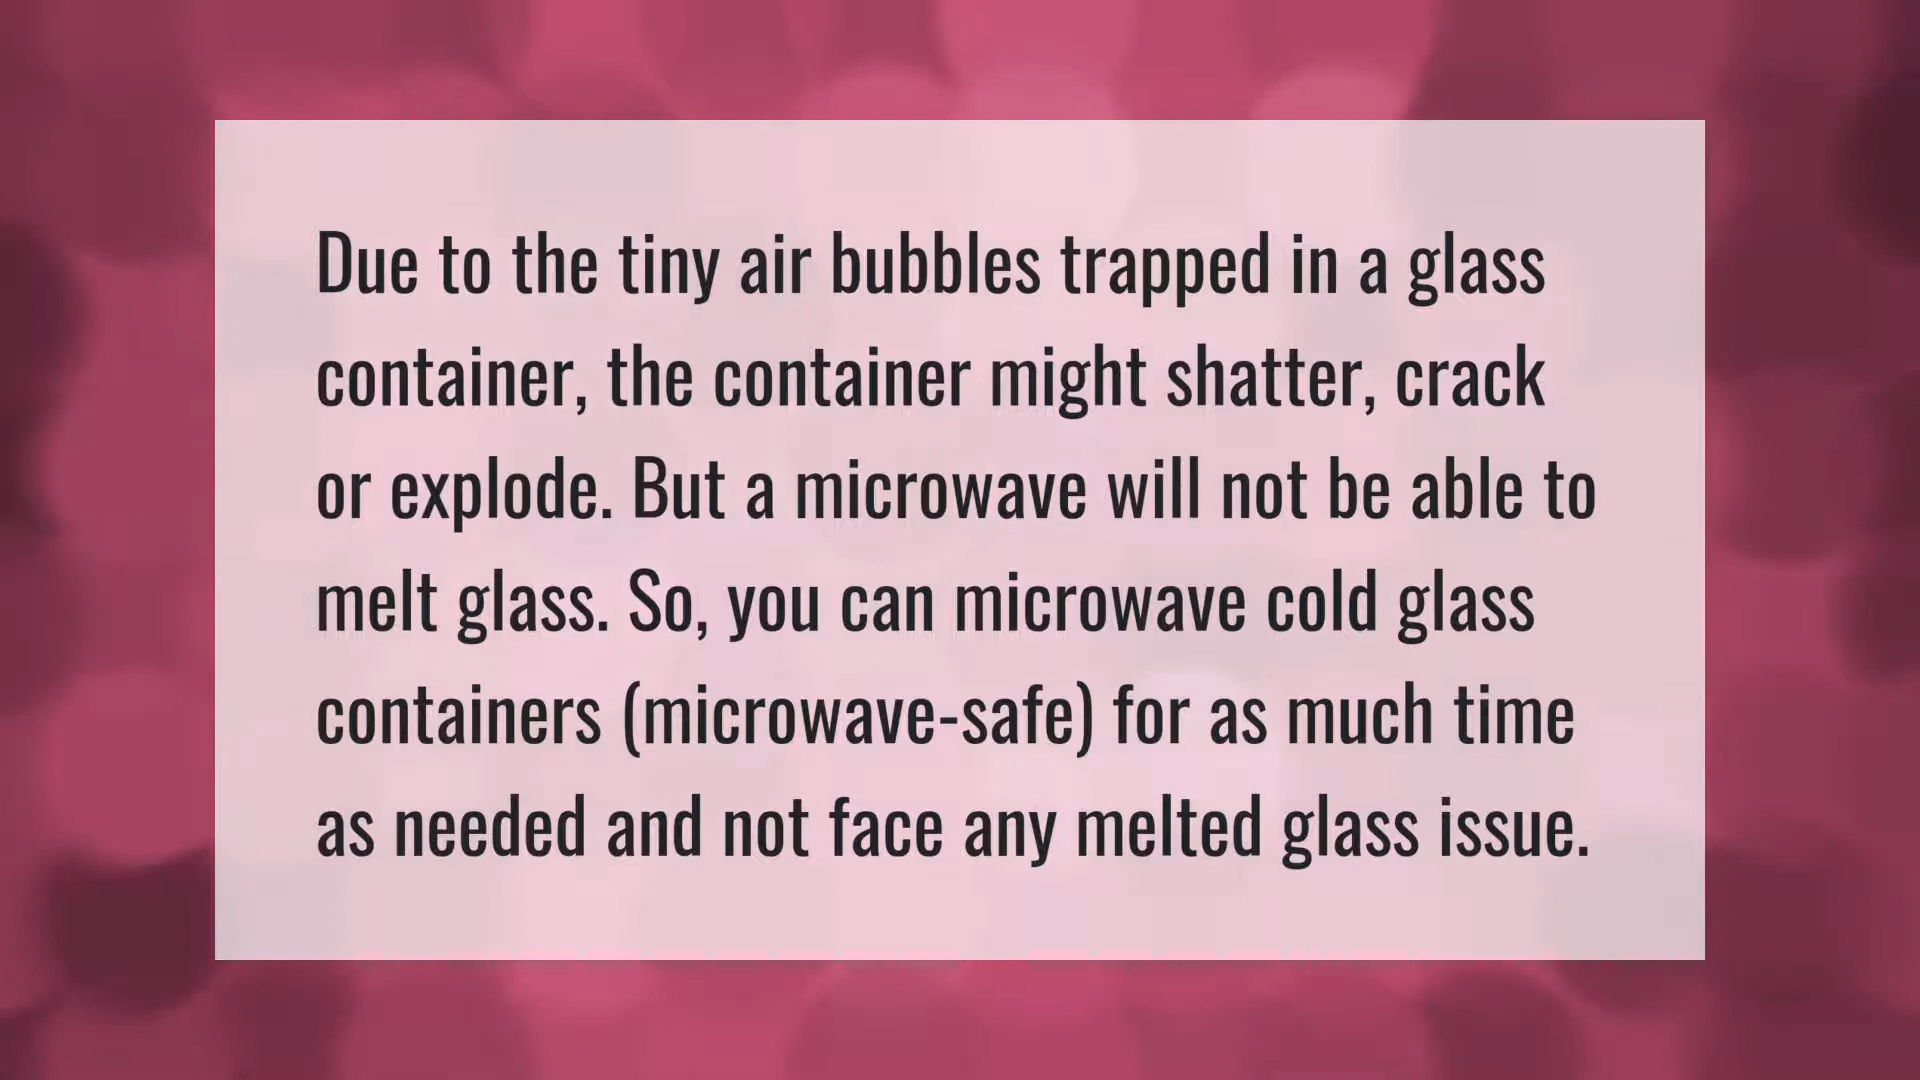 Due to the tiny air bubbles trapped in a glass
container, the container might shatter, crack
or explode. But a microwave will not be able to
melt glass. So, you can microwave cold glass
containers (microwave-safe) for as much time
as needed and not face any melted glass issue.